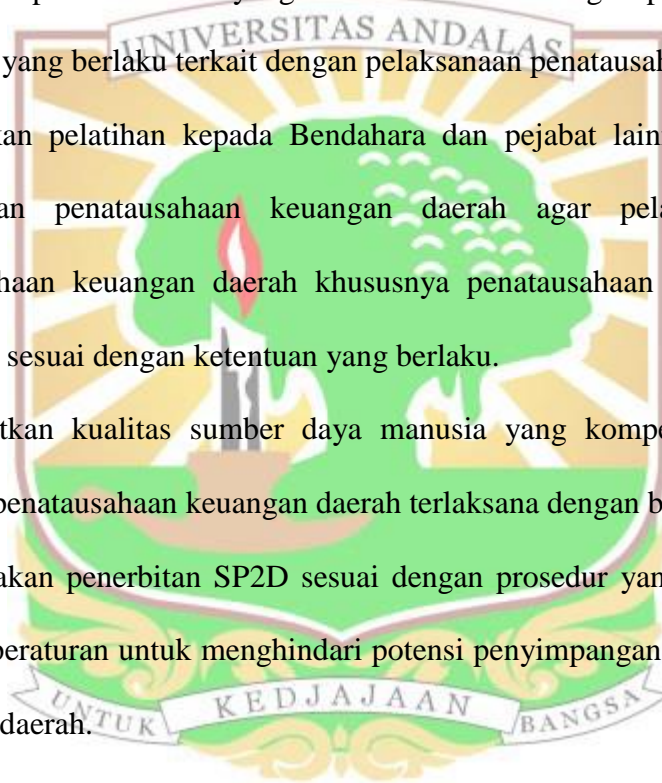 yang
UNIVERSITAS ANDALAS
yang berlaku terkait dengan pelaksanaan penatausah
kan pelatihan kepada Bendahara dan pejabat lain
an penatausahaan keuangan daerah agar pela
haan keuangan daerah khususnya penatausahaan
sesuai dengan ketentuan yang berlaku.
tkan kualitas sumber daya manusia yang kompe
penatausahaan keuangan daerah terlaksana dengan b
akan penerbitan SP2D sesuai dengan prosedur yan
peraturan untuk menghindari potensi penyimpangan
UNTUK KEDJAJAAN BANGSA
daerah.